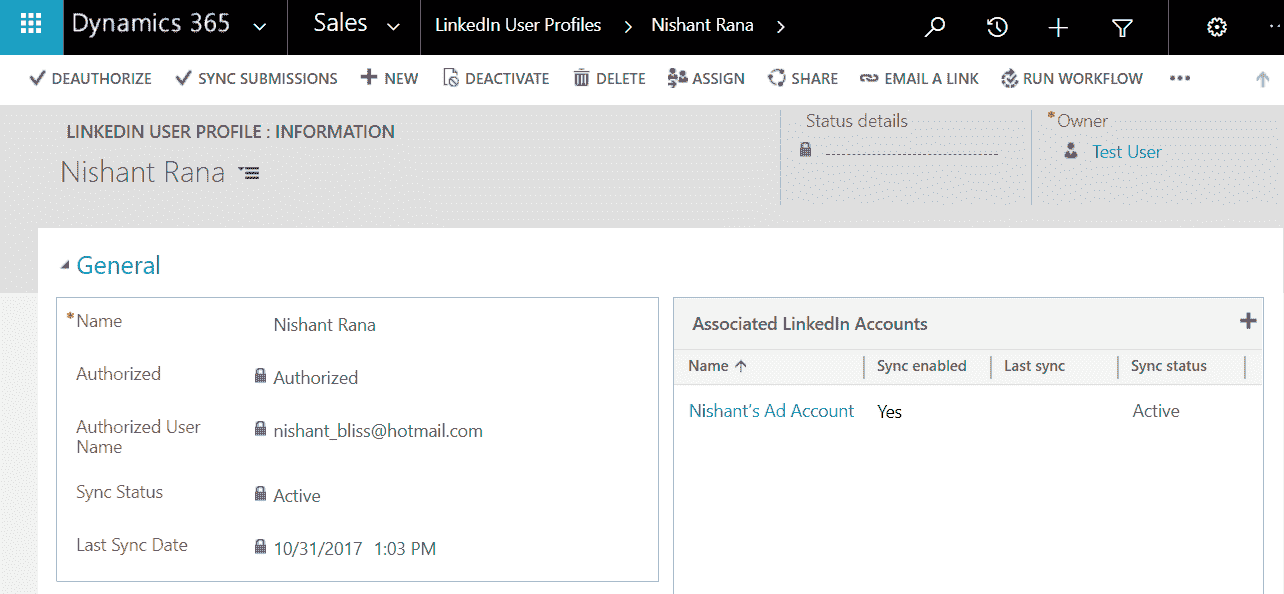 Dynamics 365 Sales LinkedIn User Profiles Nishant Rana
DEAUTHORIZE SYNC SUBMISSIONS NEW DEACTIVATE DELETE ASSIGN SHARE EMAIL A LINK RUN WORKFLOW
LINKEDIN USER PROFILE : INFORMATION
Nishant Rana
Status details
*Owner
Test User
General
*Name Nishant Rana
Authorized Authorized
Authorized User
Name
nishant_bliss@hotmail.com
Sync Status Active
Last Sync Date 10/31/2017 1:03 PM
Associated LinkedIn Accounts
Name Sync enabled Last sync Sync status
Nishant's Ad Account Yes Active